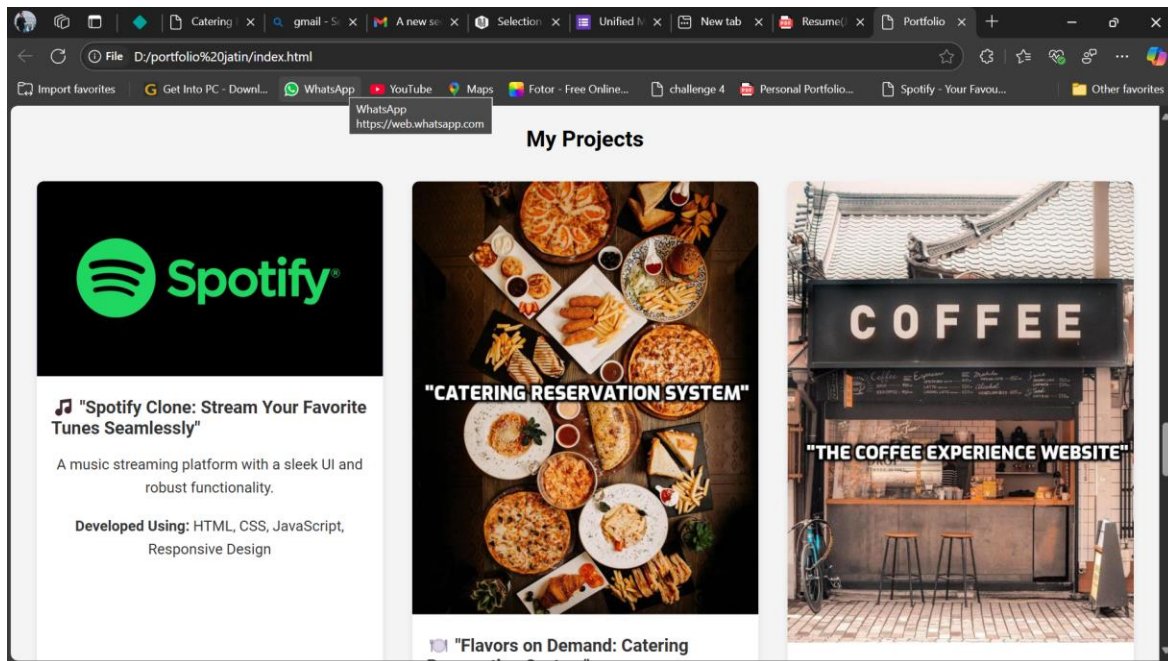 Catering
gmail - S
A new se
Selection
Unified
New tab
Resume(
Portfolio
File D:/portfolio%20jatin/index.html
Import favorites
Get Into PC - Downl...
WhatsApp
YouTube
Maps
Fotor - Free Online...
challenge 4
Personal Portfolio...
Spotify - Your Favou...
Other favorites
WhatsApp
https://web.whatsapp.com
My Projects
Spotify®
🎵 "Spotify Clone: Stream Your Favorite
Tunes Seamlessly"
A music streaming platform with a sleek UI and
robust functionality.
Developed Using: HTML, CSS, JavaScript,
Responsive Design
"CATERING RESERVATION SYSTEM"
🍽️ "Flavors on Demand: Catering
COFFEE
"THE COFFEE EXPERIENCE WEBSITE"